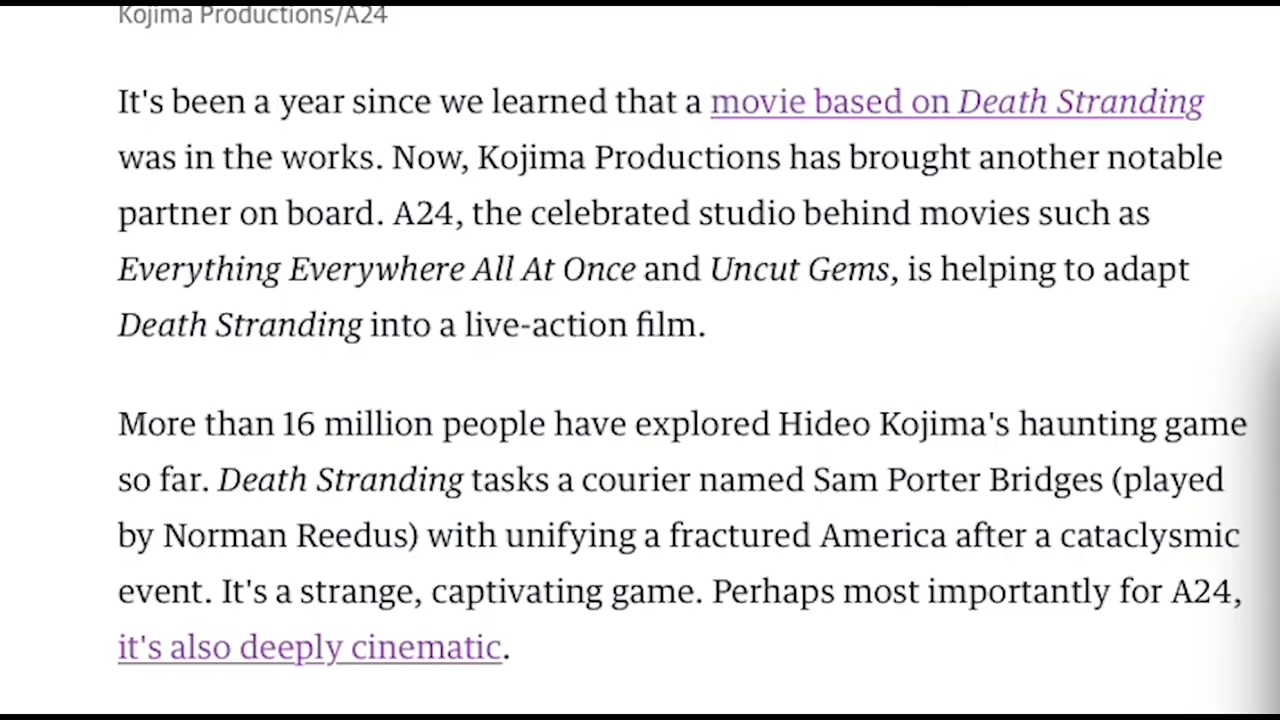 Kojima Productions/A24
It's been a year since we learned that a movie based on Death Stranding
was in the works. Now, Kojima Productions has brought another notable
partner on board. A24, the celebrated studio behind movies such as
Everything Everywhere All At Once and Uncut Gems, is helping to adapt
Death Stranding into a live-action film.
More than 16 million people have explored Hideo Kojima's haunting game
so far. Death Stranding tasks a courier named Sam Porter Bridges (played
by Norman Reedus) with unifying a fractured America after a cataclysmic
event. It's a strange, captivating game. Perhaps most importantly for A24,
it's also deeply cinematic.